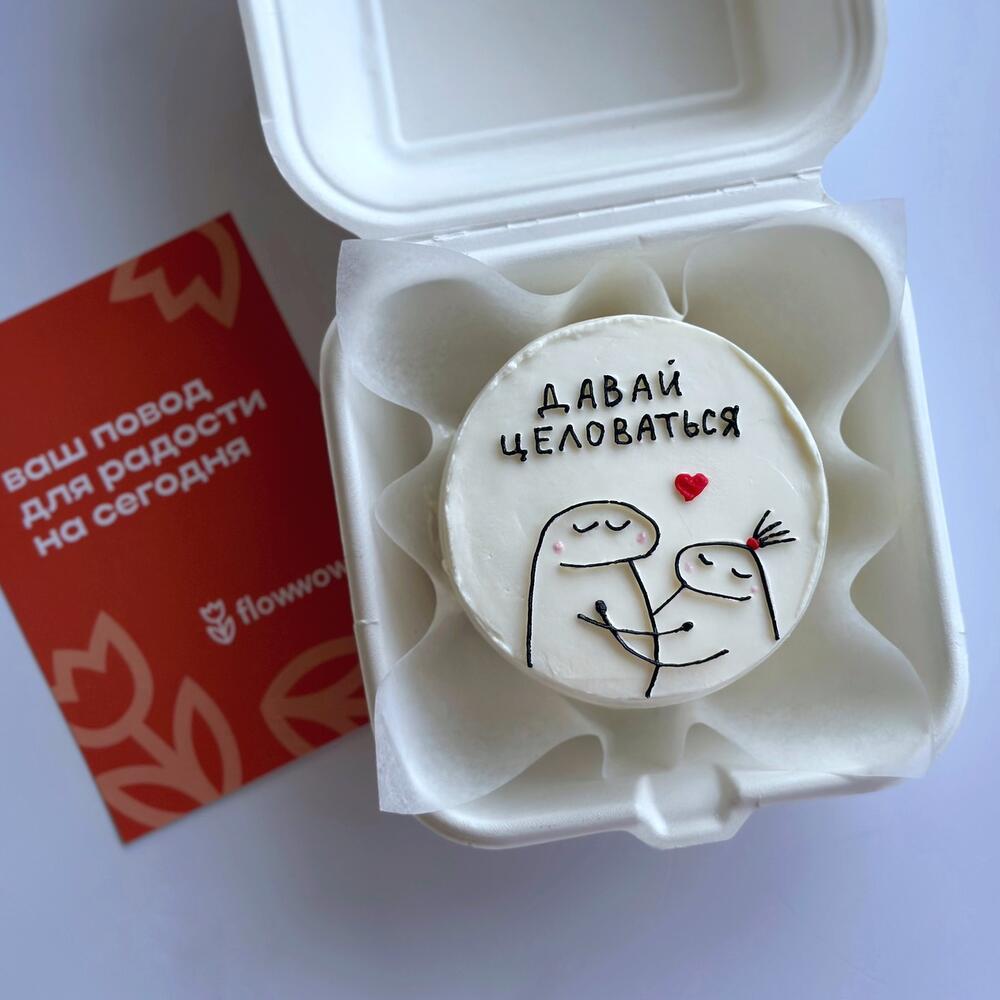 ДАВАЙ
ЦЕЛОВАТЬСЯ
ваш повод
для радости
на сегодня
flowwow